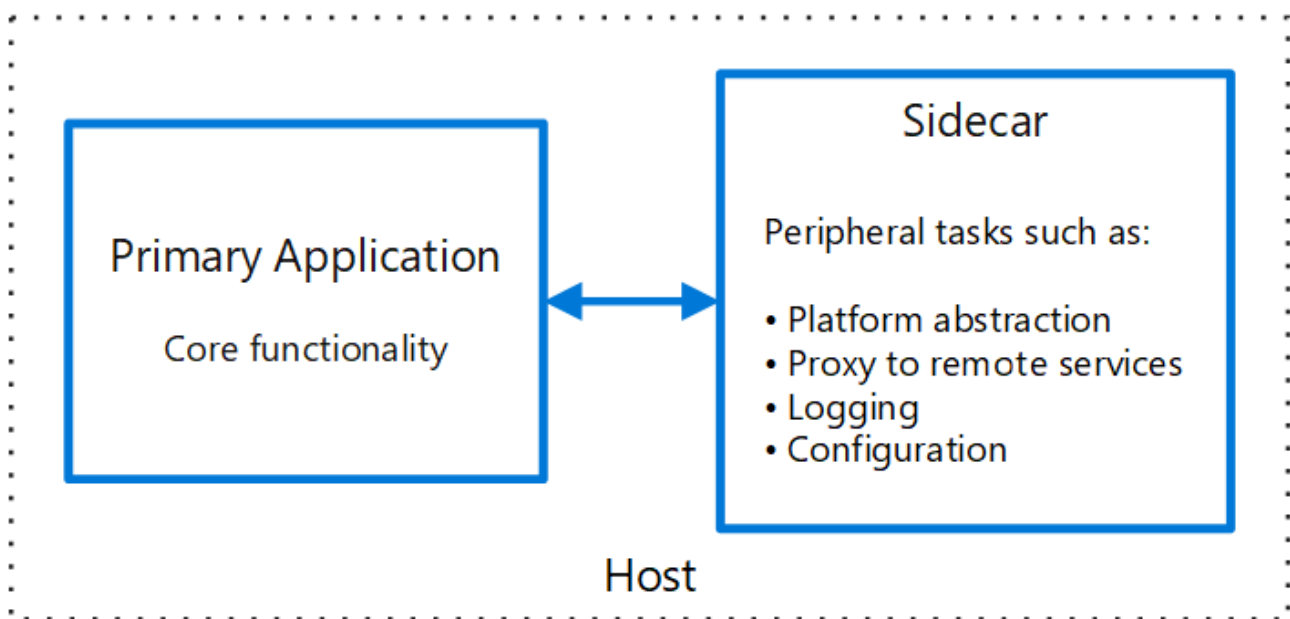 Primary Application
Core functionality
Sidecar
Peripheral tasks such as:
• Platform abstraction
• Proxy to remote services
• Logging
• Configuration
Host